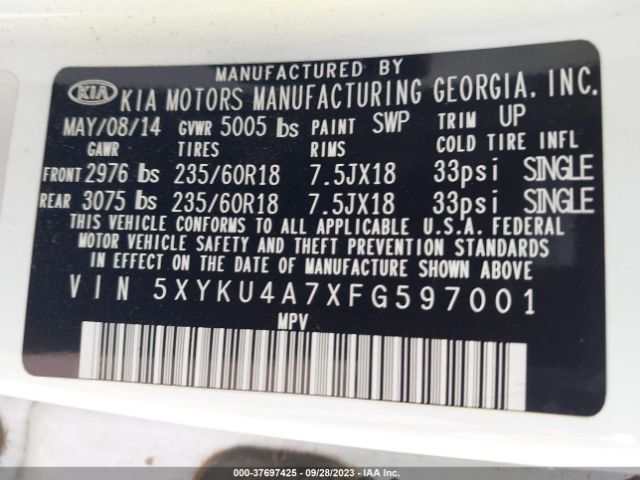 MANUFACTURED BY
KIA KIA MOTORS MANUFACTURING GEORGIA, INC.
MAY/08/14 GVWR 5005 lbs PAINT SWP TRIM UP
GAWR TIRES RIMS COLD TIRE INFL
FRONT 2976 lbs 235/60R18 7.5JX18 33psi SINGLE
REAR 3075 lbs 235/60R18 7.5JX18 33psi SINGLE
THIS VEHICLE CONFORMS TO ALL APPLICABLE U.S.A. FEDERAL
MOTOR VEHICLE SAFETY AND THEFT PREVENTION STANDARDS
IN EFFECT ON THE DATE OF MANUFACTURE SHOWN ABOVE
VIN 5XYKU4A7XFG597001
MPV
000-37697425 - 09/28/2023 - IAA Inc.